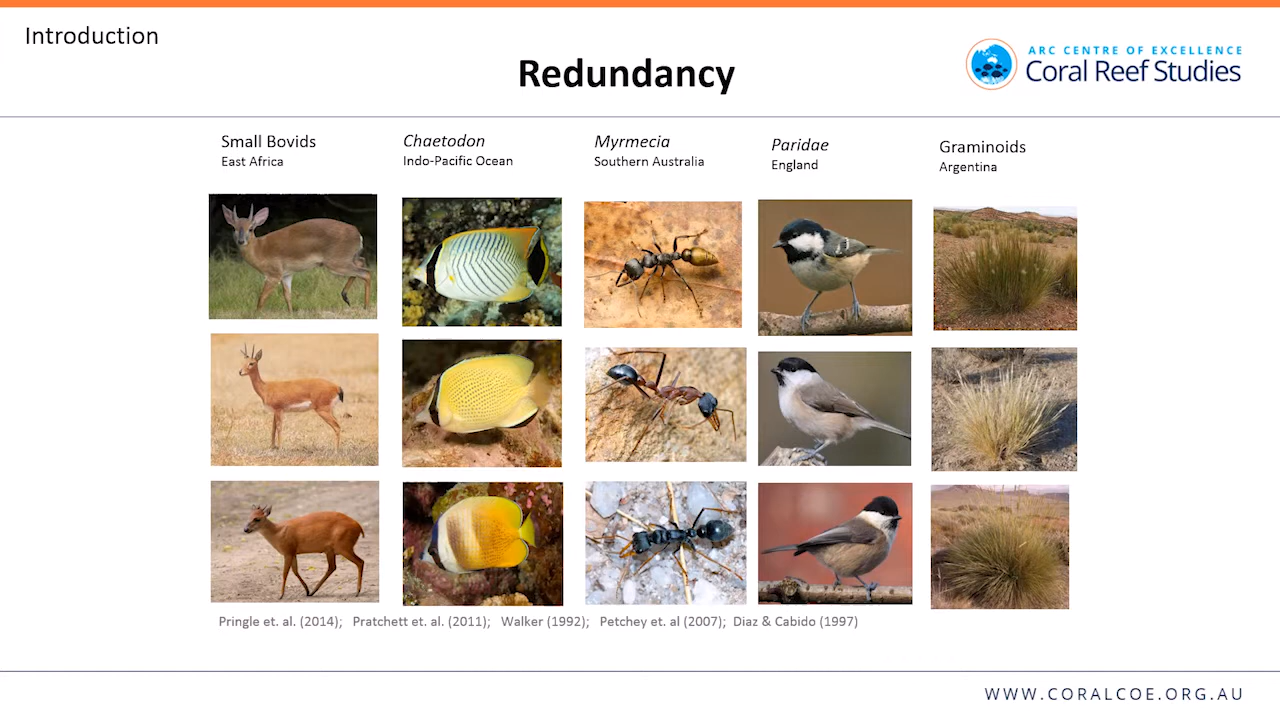 Introduction
Redundancy
ARC CENTRE OF EXCELLENCE
Coral Reef Studies
Small Bovids
East Africa
Chaetodon
Indo-Pacific Ocean
Myrmecia
Southern Australia
Paridae
England
Graminoids
Argentina
Pringle et. al. (2014); Pratchett et. al. (2011); Walker (1992); Petchey et. al (2007); Diaz & Cabido (1997)
WWW.CORALCOE.ORG.AU